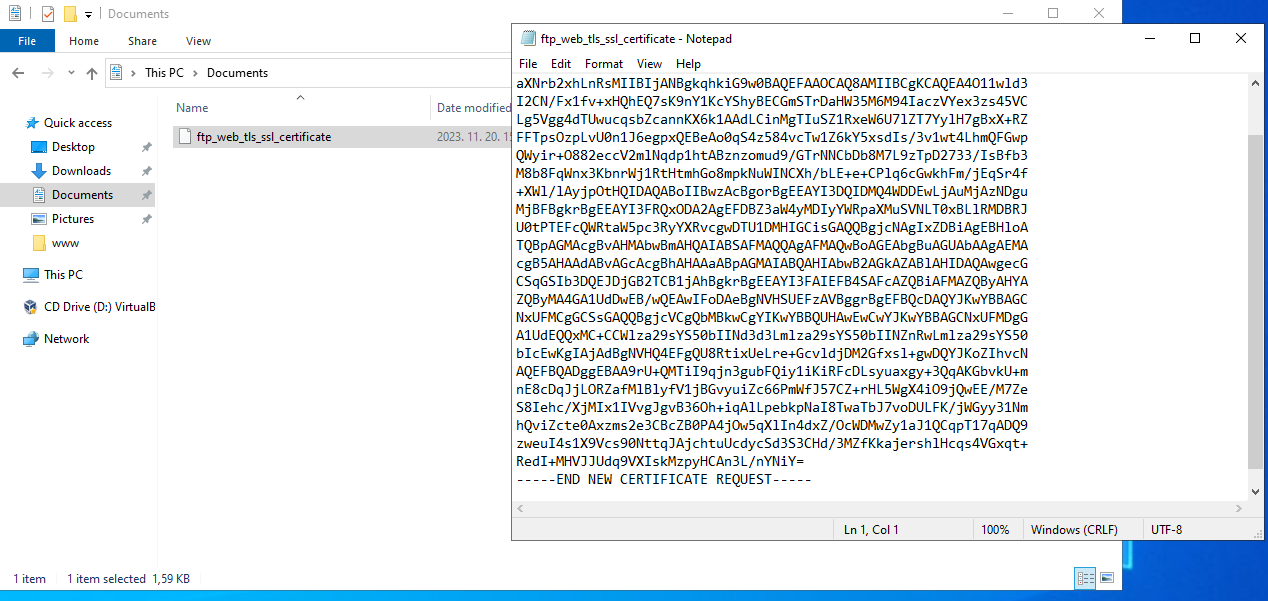 Documents
File
Home
Share
View
This PC
Documents
Quick access
Desktop
Downloads
Documents
Pictures
www
This PC
CD Drive (D:) VirtualB
Network
Name
Date modified
ftp_web_tls_ssl_certificate
2023. 11. 20. 15
1 item
1 item selected
1,59 KB
ftp_web_tls_ssl_certificate - Notepad
File
Edit
Format
View
Help
aXNrb2xhLnRsMIIBIjANBgkqhkiG9w0BAQEFAAOCAQ8AMIIBCgKCAQEA4O11wld3
I2CN/Fx1fv+xHQhEQ7sK9nY1KcYShyBECGmSTrDaHW35M6M94IaczVYex3zs45VC
Lg5Vgg4dTUwucqsbZcannKX6k1AAdLCinMgTIuSZ1RxeW6U7lZT7YylH7gBxX+RZ
FFTpsOzpLvU0n1J6egpxQEBeAo0qS4z584vcTw1Z6kY5xsdIs/3v1wt4LhmQFGwp
QWyir+O882eccV2mlNqdp1htABznzomud9/GTrNNCbDb8M7L9zTpD2733/IsBfb3
M8b8FqWnx3KbnrWj1RtHtmhGo8mpkNuWINCXh/bLE+e+CPlq6cGwkhFm/jEqSr4f
+XWl/lAyjpOtHQIDAQABoIIBwzAcBgorBgEEAYI3DQIDMQ4WDDEwLjAuMjAzNDgu
MjBFBgkrBgEEAYI3FRQxODA2AgEFDBZ3aW4yMDIyYWRpaXMuSVNLT0xBLlRMDBRJ
U0tPTEFcQWRtaW5pc3RyYXRvcgwDTU1DMHIGCisGAQQBgjcNAgIxZDBiAgEBHloA
TQBpAGMAcgBvAHMAbwBmAHQAIABSAFMAQQAgAFMAQwBoAGEAbgBuAGUAbAAgAEMA
cgB5AHAAdABvAGcAcgBhAHAAaABpAGMAIABQAHIAbwB2AGkAZABlAHIDAQAwgecG
CSqGSIb3DQEJDjGB2TCB1jAhBgkrBgEEAYI3FAIEFB4SAFcAZQBiAFMAZQByAHYA
ZQByMA4GA1UdDwEB/wQEAwIFoDAeBgNVHSUEFzAVBggrBgEFBQcDAQYJKwYBBAGC
NxUFMCgGCSsGAQQBgjcVCgQbMBkwCgYIKwYBBQUHAwEwCwYJKwYBBAGCNxUFMDgG
A1UdEQQxMC+CCWlza29sYS50bIINd3d3Lmlza29sYS50bIINZnRwLmlza29sYS50
bIcEwKgIAjAdBgNVHQ4EFgQU8RtixUeLre+GcvldjDM2Gfxsl+gwDQYJKoZIhvcN
AQEFBQADggEBAA9rU+QMTiI9qjn3gubFQiy1iKiRFcDLsyuaxgy+3QqAKGbvkU+m
mnE8cDqJjLORZafMlBlyfV1jBGvyuiZc66PmWfJ57CZ+rHL5WgX4iO9jQwEE/M7Ze
S8Iehc/XjMIx1IVvgJgvB36Oh+iqAlLpebkpNaI8TwaTbJ7voDULFK/jWGyy31Nm
hQviZcte0Axzms2e3CBcZB0PA4jOw5qXlIn4dxZ/OcWDMwZy1aJ1QCqpT17qADQ9
zweuI4s1X9Vcs90NttqJAjchtuUcdycSd3S3CHd/3MZfKkajershlHcqs4VGxqt+
RedI+MHVJJUdq9VXIskMzpyHCAn3L/nYNiY=
-----END NEW CERTIFICATE REQUEST-----
Ln 1, Col 1
100%
Windows (CRLF)
UTF-8